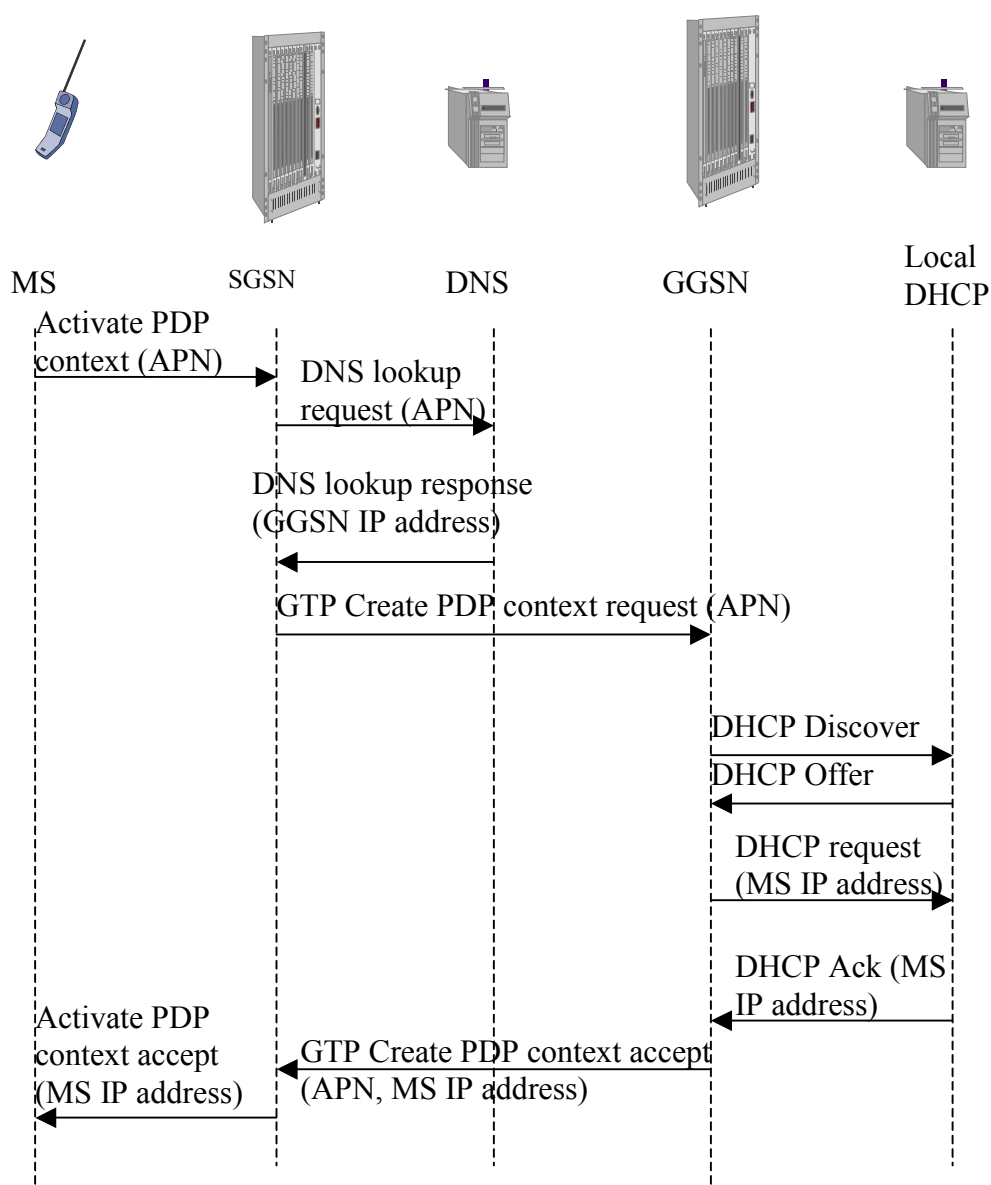 MS
SGSN
DNS
GGSN
Local
DHCP
Activate PDP
context (APN)
DNS lookup
request (APN)
DNS lookup response
(GGSN IP address)
GTP Create PDP context request (APN)
DHCP Discover
DHCP Offer
DHCP request
(MS IP address)
DHCP Ack (MS
IP address)
GTP Create PDP context accept
(APN, MS IP address)
Activate PDP
context accept
(MS IP address)